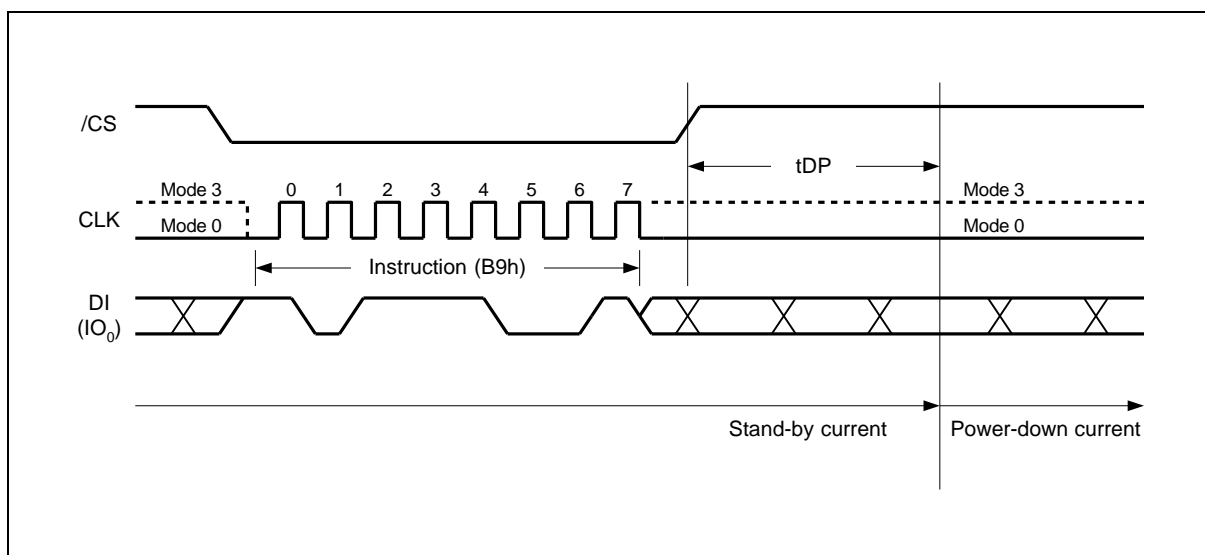 /CS
tDP
Mode 3 0 1 2 3 4 5 6 7 Mode 3
CLK
Mode 0 Mode 0
Instruction (B9h)
DI
(IO0)
Stand-by current Power-down current